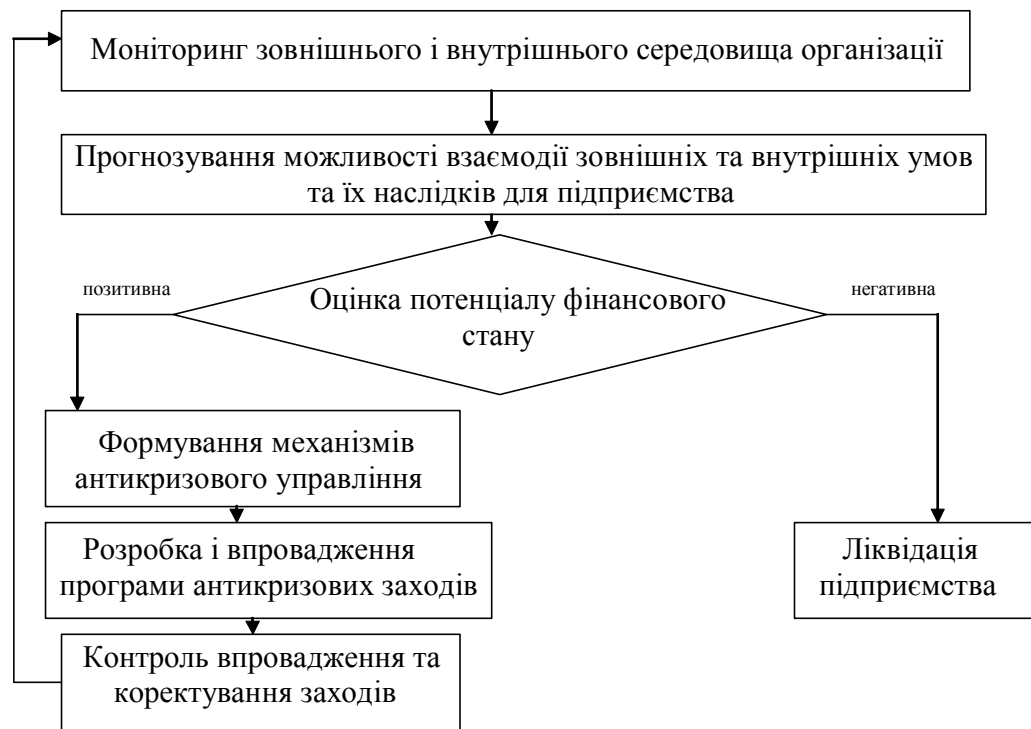 Моніторинг зовнішнього і внутрішнього середовища організації
Прогнозування можливості взаємодії зовнішніх та внутрішніх умов
та їх наслідків для підприємства
позитивна
Оцінка потенціалу фінансового
стану
негативна
Формування механізмів
антикризового управління
Розробка і впровадження
програми антикризових заходів
Ліквідація
підприємства
Контроль впровадження та
коректування заходів